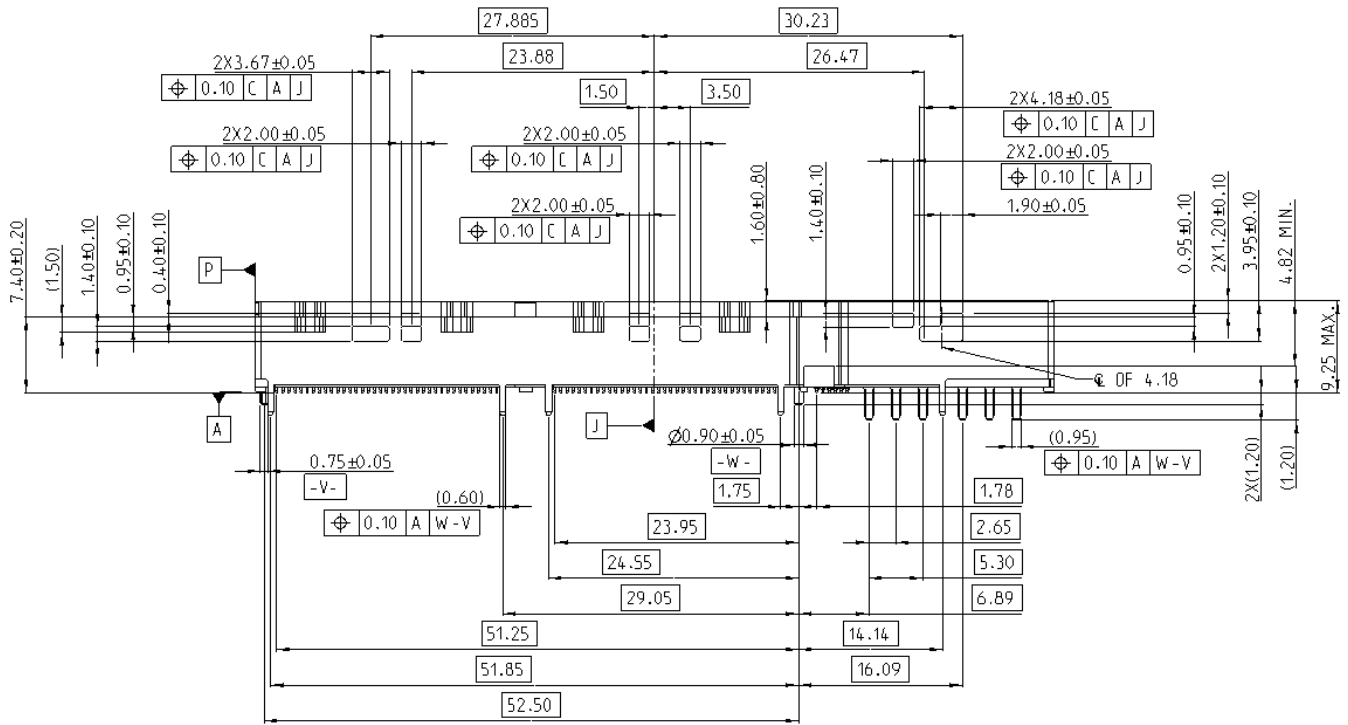 27.885
30.23
2X3.67±0.05
23.88
26.47
⌖ 0.10 C A J
1.50
3.50
2X4.18±0.05
⌖ 0.10 C A J
2X2.00±0.05
2X2.00±0.05
2X2.00±0.05
⌖ 0.10 C A J
⌖ 0.10 C A J
⌖ 0.10 C A J
2X2.00±0.05
1.90±0.05
⌖ 0.10 C A J
7.40±0.20
(1.50)
1.40±0.10
0.95±0.10
0.40±0.10
1.60±0.80
1.40±0.10
0.95±0.10
2X1.20±0.10
3.95±0.10
4.82 MIN.
9.25 MAX.
P
℄ OF 4.18
A
J
Ø0.90±0.05
(0.95)
-W-
⌖ 0.10 A W-V
0.75±0.05
-V-
2X(1.20)
(1.20)
(0.60)
1.75
1.78
⌖ 0.10 A W-V
23.95
2.65
24.55
5.30
29.05
6.89
51.25
14.14
51.85
16.09
52.50